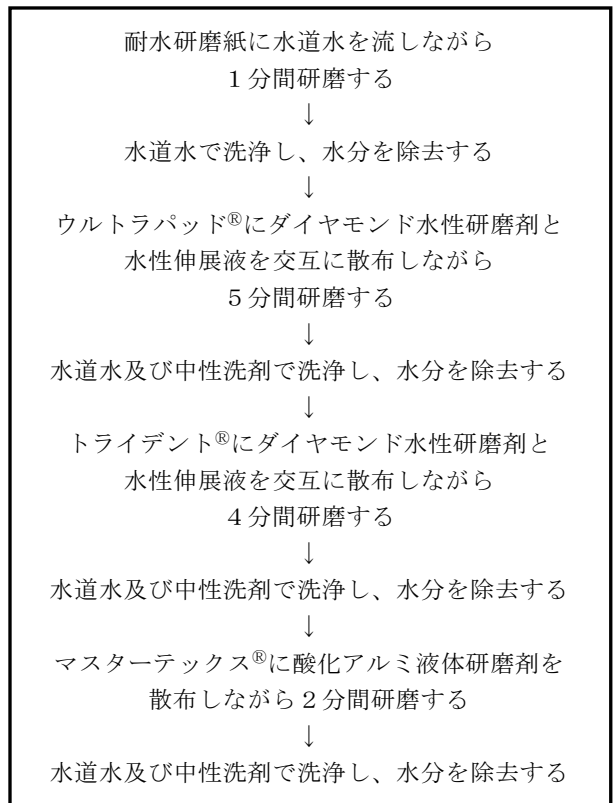 耐水研磨紙に水道水を流しながら
１分間研磨する
↓
水道水で洗浄し、水分を除去する
↓
ウルトラパッド®にダイヤモンド水性研磨剤と
水性伸展液を交互に散布しながら
５分間研磨する
↓
水道水及び中性洗剤で洗浄し、水分を除去する
↓
トライデント®にダイヤモンド水性研磨剤と
水性伸展液を交互に散布しながら
４分間研磨する
↓
水道水及び中性洗剤で洗浄し、水分を除去する
↓
マスターテックス®に酸化アルミ液体研磨剤を
散布しながら２分間研磨する
↓
水道水及び中性洗剤で洗浄し、水分を除去する